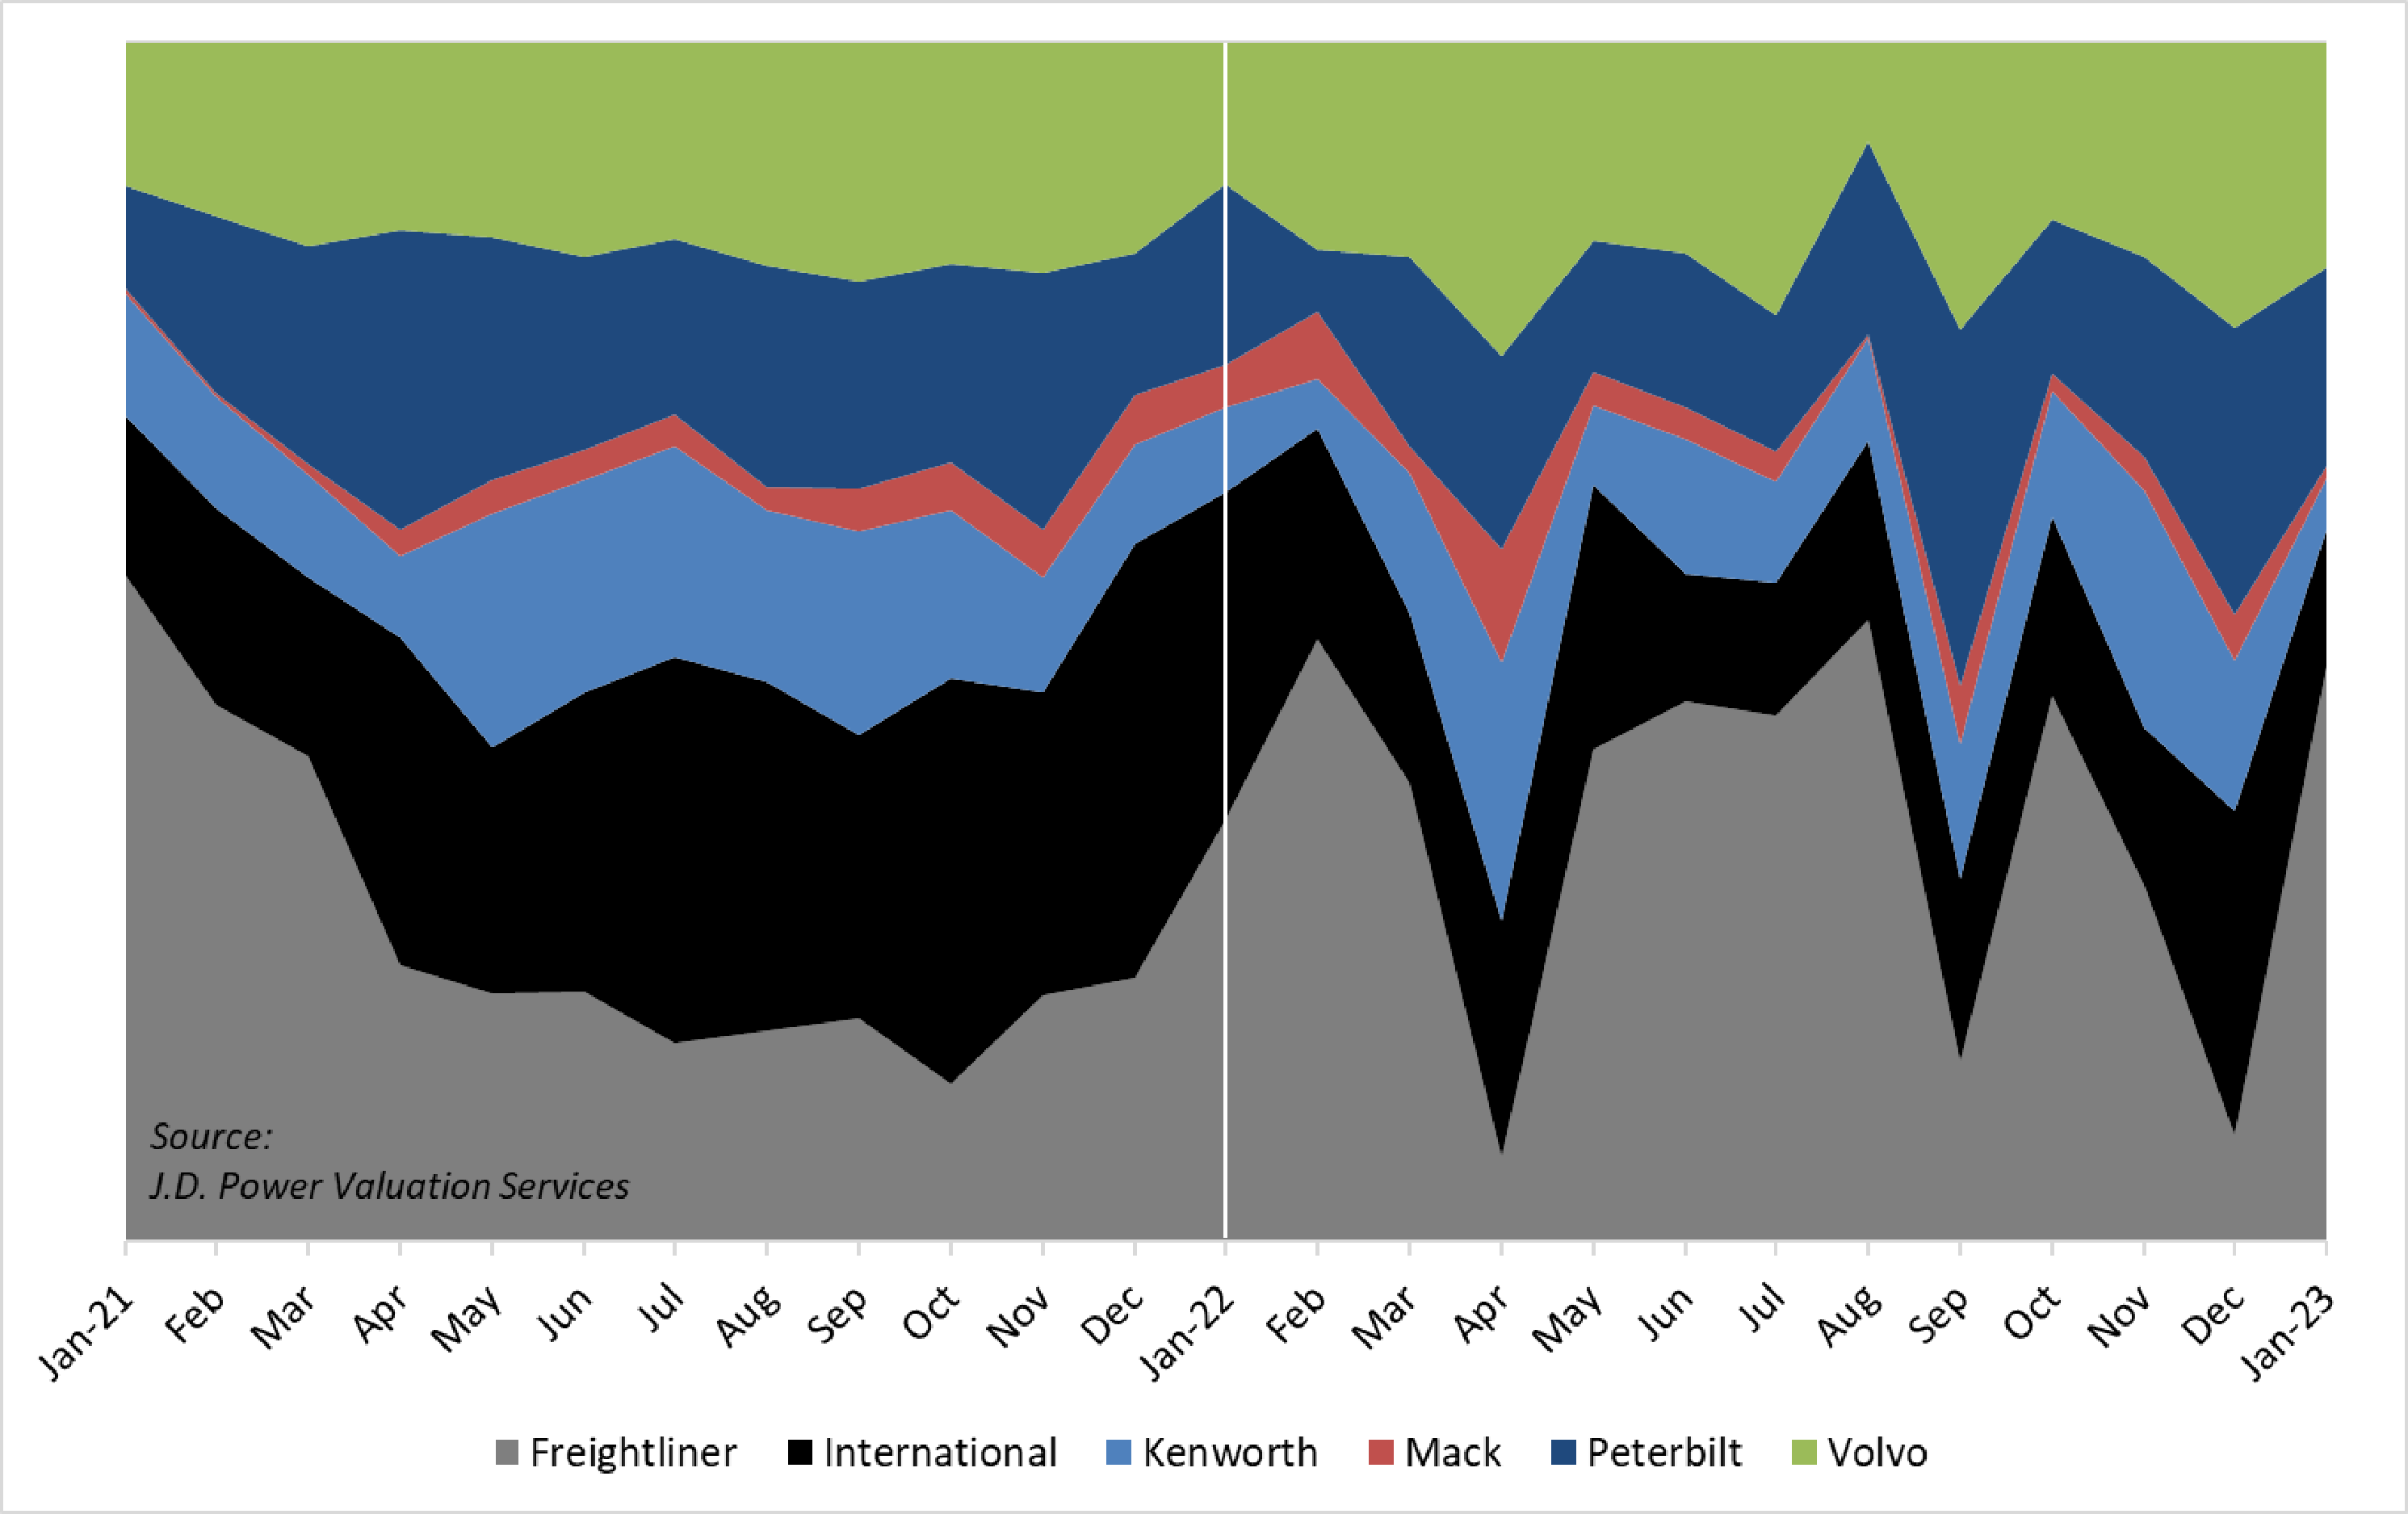 Source:
J.D. Power Valuation Services
Jan-21
Feb
Mar
Apr
May
Jun
Jul
Aug
Sep
Oct
Nov
Dec
Jan-22
Feb
Mar
Apr
May
Jun
Jul
Aug
Sep
Oct
Nov
Dec
Jan-23
Freightliner International Kenworth Mack Peterbilt Volvo